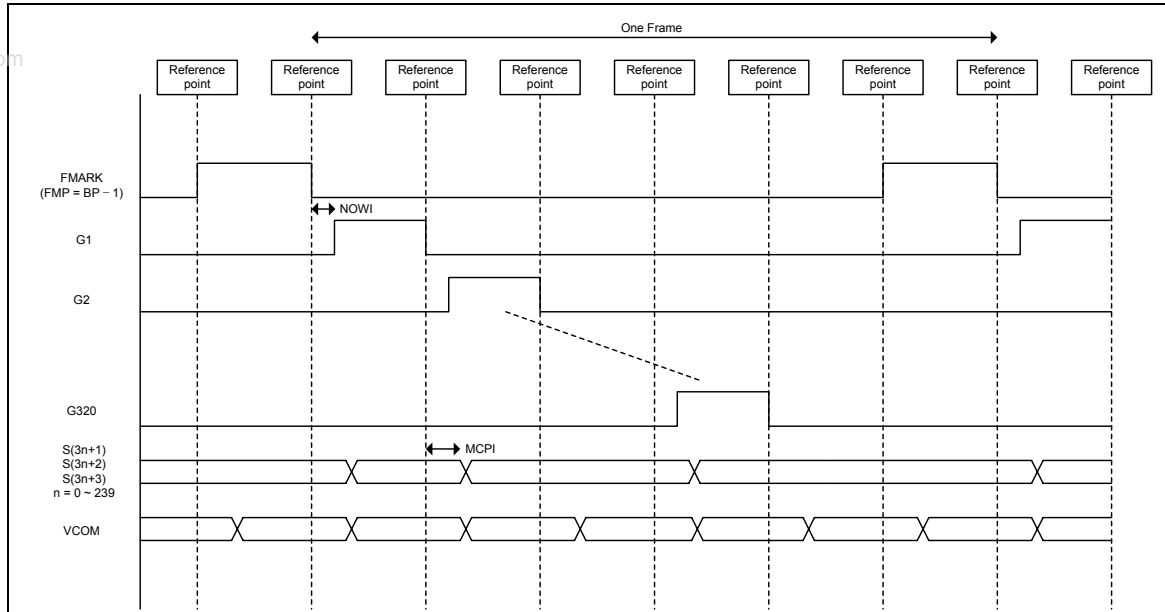 One Frame
om
Reference
point
Reference
point
Reference
point
Reference
point
Reference
point
Reference
point
Reference
point
Reference
point
Reference
point
FMARK
(FMP = BP − 1)
NOWI
G1
G2
G320
S(3n+1)
MCPI
S(3n+2)
S(3n+3)
n = 0 ~ 239
VCOM